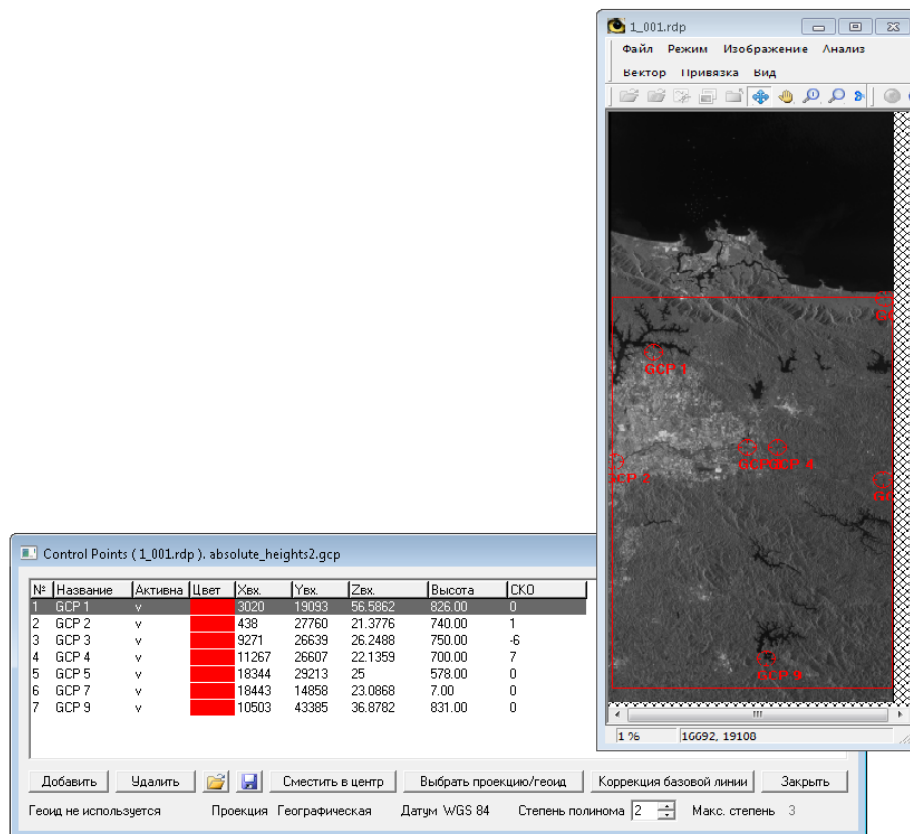 1_001.rdp
Файл Режим Изображение Анализ
Вектор Привязка Вид
GCP 1
GCP 2
GCP 4
GCP 9
1 % 16692, 19108
Control Points ( 1_001.rdp ). absolute_heights2.gcp
№ Название Активна Цвет Xвх. Yвх. Zвх. Высота СКО
1 GCP 1 v 3020 19093 56.5862 826.00 0
2 GCP 2 v 438 27760 21.3776 740.00 1
3 GCP 3 v 9271 26639 26.2488 750.00 -6
4 GCP 4 v 11267 26607 22.1359 700.00 7
5 GCP 5 v 18344 29213 25 578.00 0
6 GCP 7 v 18443 14858 23.0868 7.00 0
7 GCP 9 v 10503 43385 36.8782 831.00 0
Добавить Удалить Сместить в центр Выбрать проекцию/геоид Коррекция базовой линии Закрыть
Геоид не используется Проекция Географическая Датум WGS 84 Степень полинома 2 Макс. степень 3